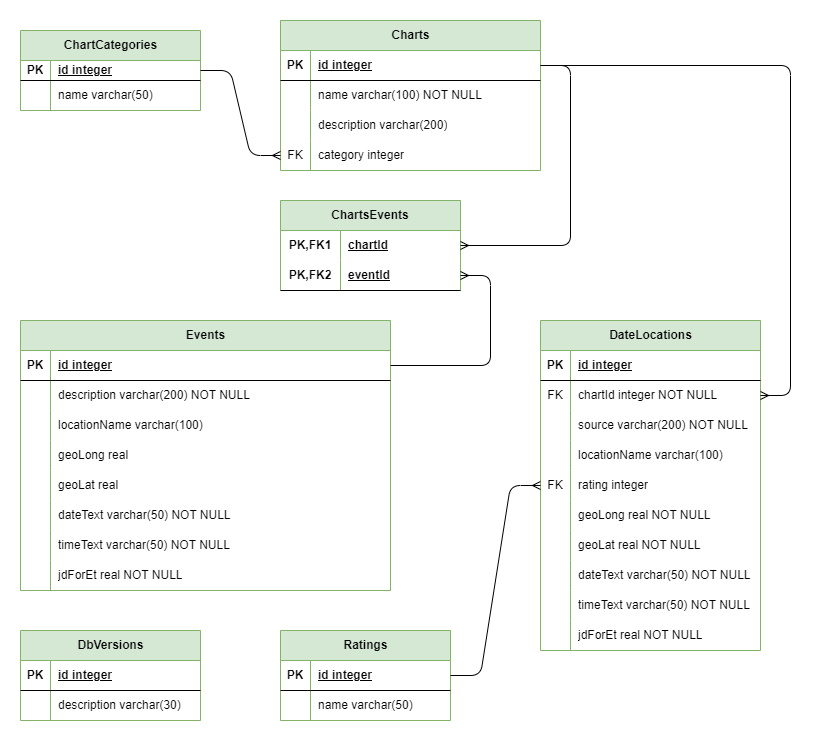 ChartCategories
PK id integer
name varchar(50)
Charts
PK id integer
name varchar(100) NOT NULL
description varchar(200)
FK category integer
ChartsEvents
PK,FK1 chartId
PK,FK2 eventId
Events
PK id integer
description varchar(200) NOT NULL
locationName varchar(100)
geoLong real
geoLat real
dateText varchar(50) NOT NULL
timeText varchar(50) NOT NULL
jdForEt real NOT NULL
DateLocations
PK id integer
FK chartId integer NOT NULL
source varchar(200) NOT NULL
locationName varchar(100)
FK rating integer
geoLong real NOT NULL
geoLat real NOT NULL
dateText varchar(50) NOT NULL
timeText varchar(50) NOT NULL
jdForEt real NOT NULL
DbVersions
PK id integer
description varchar(30)
Ratings
PK id integer
name varchar(50)